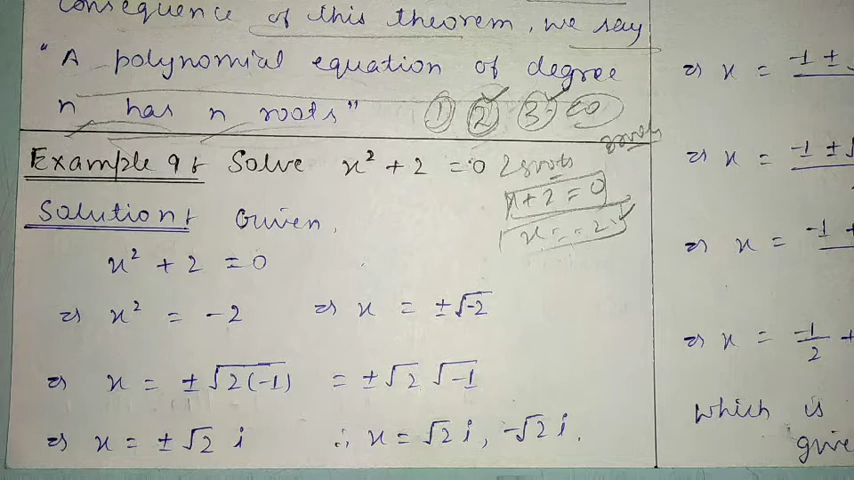 consequence of this theorem, we say
"A polynomial equation of degree
n has n roots" ① ② ③
Example 9:- Solve x² + 2 = 0 2 roots
x + 2 = 0
x = -2
Solution:- Given,
x² + 2 = 0
⇒ x² = -2 ⇒ x = ±√-2
⇒ x = ±√2(-1) = ±√2 √-1
⇒ x = ±√2 i ∴ x = √2 i, -√2 i.
⇒ x = -1 ±
⇒ x = -1 ± √
⇒ x = -1 +
⇒ x = -1/2 +
which is
give